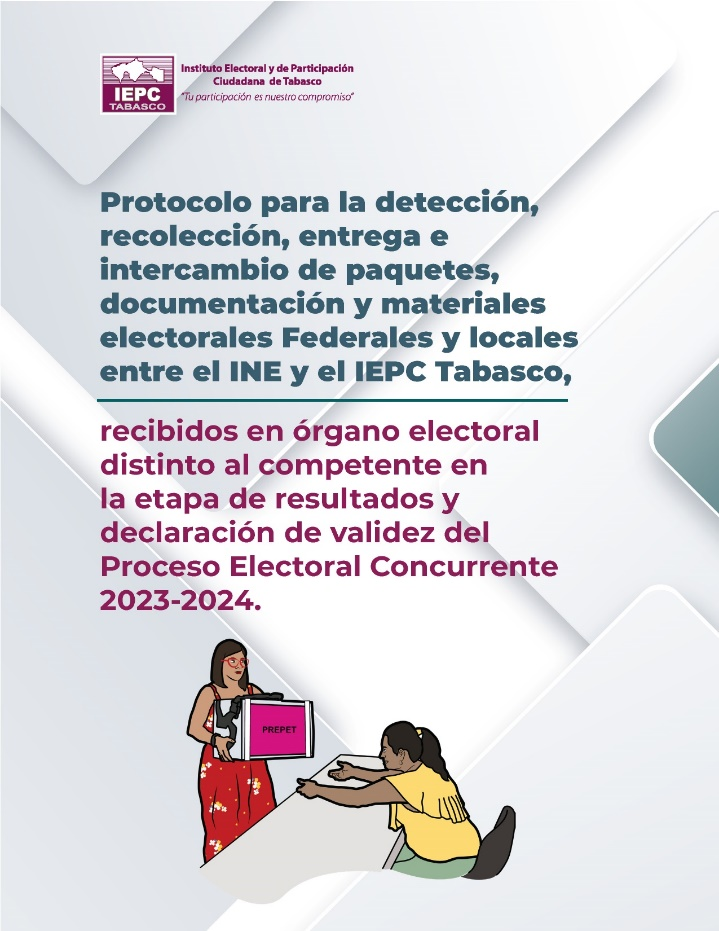 IEPC
TABASCO
Instituto Electoral y de Participación
Ciudadana de Tabasco
"Tu participación es nuestro compromiso"
Protocolo para la detección,
recolección, entrega e
intercambio de paquetes,
documentación y materiales
electorales Federales y locales
entre el INE y el IEPC Tabasco,
recibidos en órgano electoral
distinto al competente en
la etapa de resultados y
declaración de validez del
Proceso Electoral Concurrente
2023-2024.
PREPET